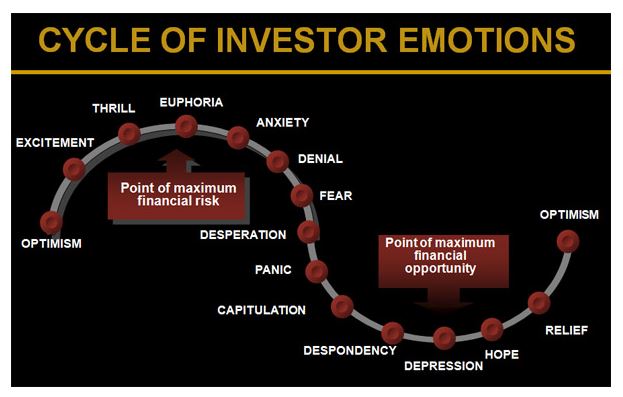 CYCLE OF INVESTOR EMOTIONS
OPTIMISM
EXCITEMENT
THRILL
EUPHORIA
ANXIETY
DENIAL
FEAR
Point of maximum
financial risk
DESPERATION
PANIC
CAPITULATION
DESPONDENCY
DEPRESSION
HOPE
RELIEF
OPTIMISM
Point of maximum
financial
opportunity